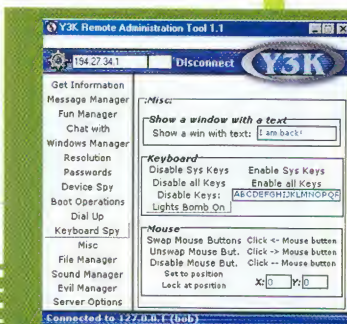 Y3K Remote Administration Tool 1.1
194.27.34.1
Disconnect
Y3K
Get Information
Message Manager
Fun Manager
Chat with
Windows Manager
Resolution
Passwords
Device Spy
Boot Operations
Dial Up
Keyboard Spy
Misc
File Manager
Sound Manager
Evil Manager
Server Options
Misc
Show a window with a text
Show a win with text: I am back!
Keyboard
Disable Sys Keys Enable Sys Keys
Disable all Keys Enable all Keys
Disable Keys: ABCDEFGHIJKLMNOPQR
Lights Bomb On
Mouse
Swap Mouse Buttons Click <- Mouse button
Unswap Mouse But. Click -> Mouse button
Disable Mouse But. Click -- Mouse button
Set to position
Lock at position X: 0 Y: 0
Connected to 127.0.0.1 (bob)